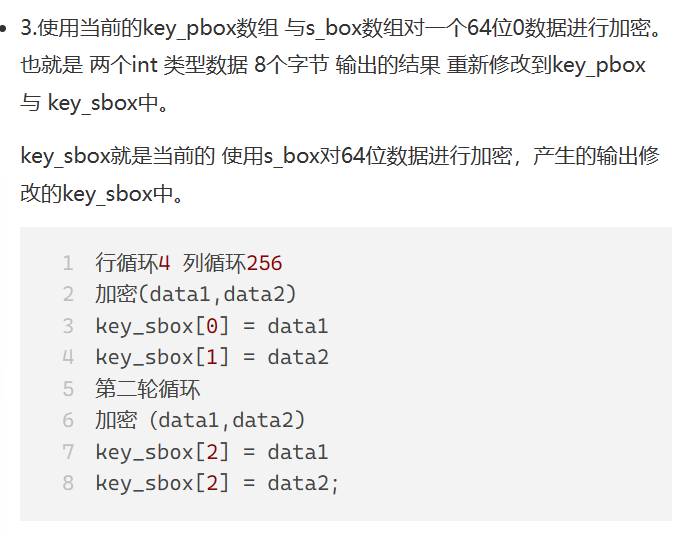 • 3.使用当前的key_pbox数组 与s_box数组对一个64位0数据进行加密。
也就是 两个int 类型数据 8个字节 输出的结果 重新修改到key_pbox
与 key_sbox中。
key_sbox就是当前的 使用s_box对64位数据进行加密，产生的输出修
改的key_sbox中。
1 行循环4 列循环256
2 加密(data1,data2)
3 key_sbox[0] = data1
4 key_sbox[1] = data2
5 第二轮循环
6 加密（data1,data2)
7 key_sbox[2] = data1
8 key_sbox[2] = data2;